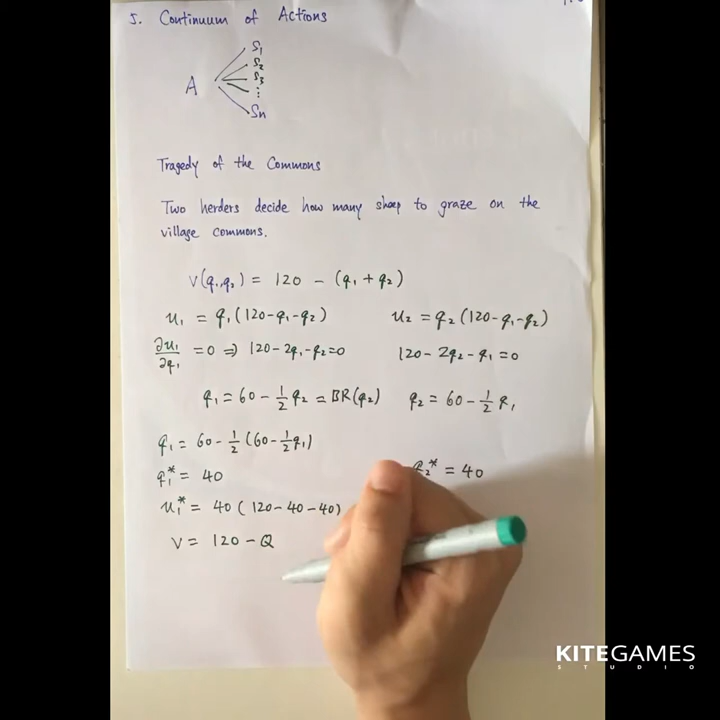 5. Continuum of Actions
A
S1
S2
S3
⋮
Sn
Tragedy of the Commons
Two herders decide how many sheep to graze on the
village commons.
V(q₁,q₂) = 120 - (q₁ + q₂)
u₁ = q₁(120-q₁-q₂) u₂ = q₂(120-q₁-q₂)
∂u₁/∂q₁ = 0 ⇒ 120-2q₁-q₂=0 120-2q₂-q₁=0
q₁ = 60 - 1/2 q₂ = BR(q₂) q₂ = 60 - 1/2 q₁
q₁ = 60 - 1/2 (60 - 1/2 q₁)
q₁* = 40 q₂* = 40
u₁* = 40 (120-40-40)
V = 120 - Q
KITEGAMES
STUDIO